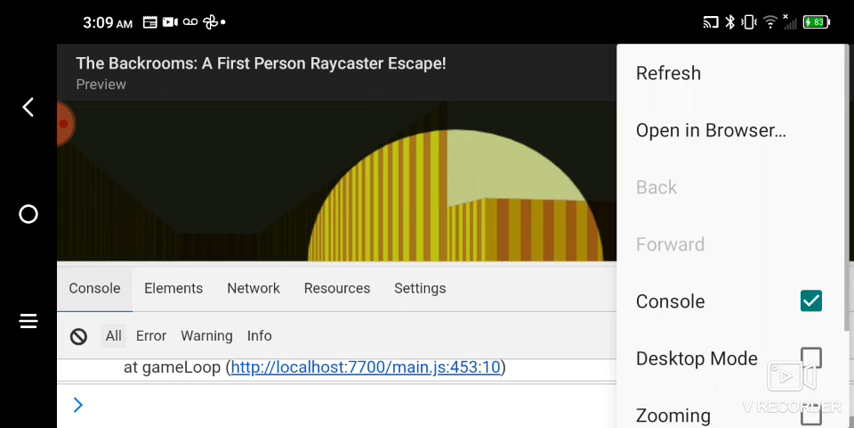 3:09 AM
83
The Backrooms: A First Person Raycaster Escape!
Preview
Refresh
Open in Browser...
Back
Forward
Console
Desktop Mode
Zooming
Console Elements Network Resources Settings
All Error Warning Info
at gameLoop (http://localhost:7700/main.js:453:10)
V RECORDER